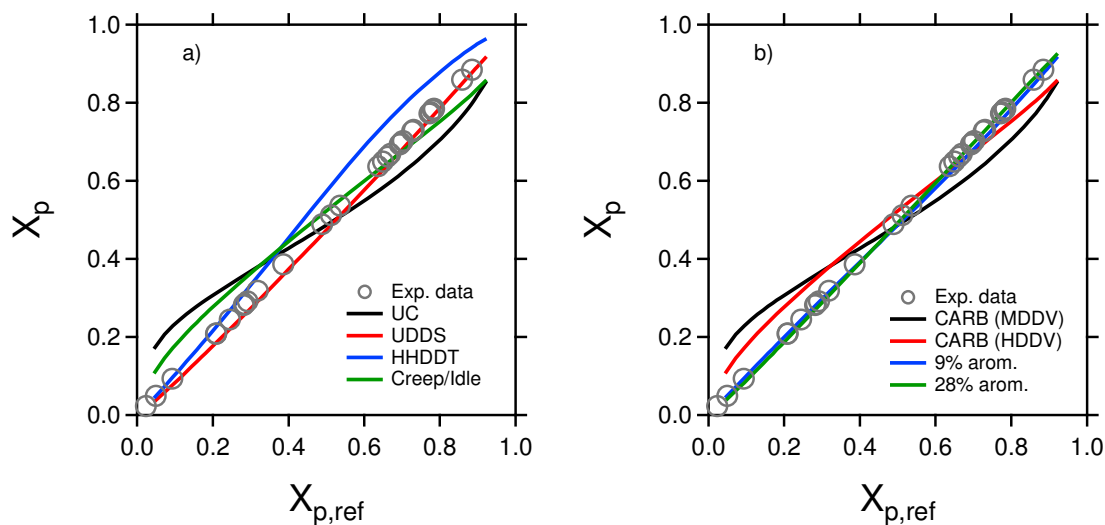 1.0
0.8
0.6
0.4
0.2
0.0
0.0 0.2 0.4 0.6 0.8 1.0
Xp
Xp,ref
a)
Exp. data
UC
UDDS
HHDDT
Creep/Idle
1.0
0.8
0.6
0.4
0.2
0.0
0.0 0.2 0.4 0.6 0.8 1.0
Xp
Xp,ref
b)
Exp. data
CARB (MDDV)
CARB (HDDV)
9% arom.
28% arom.